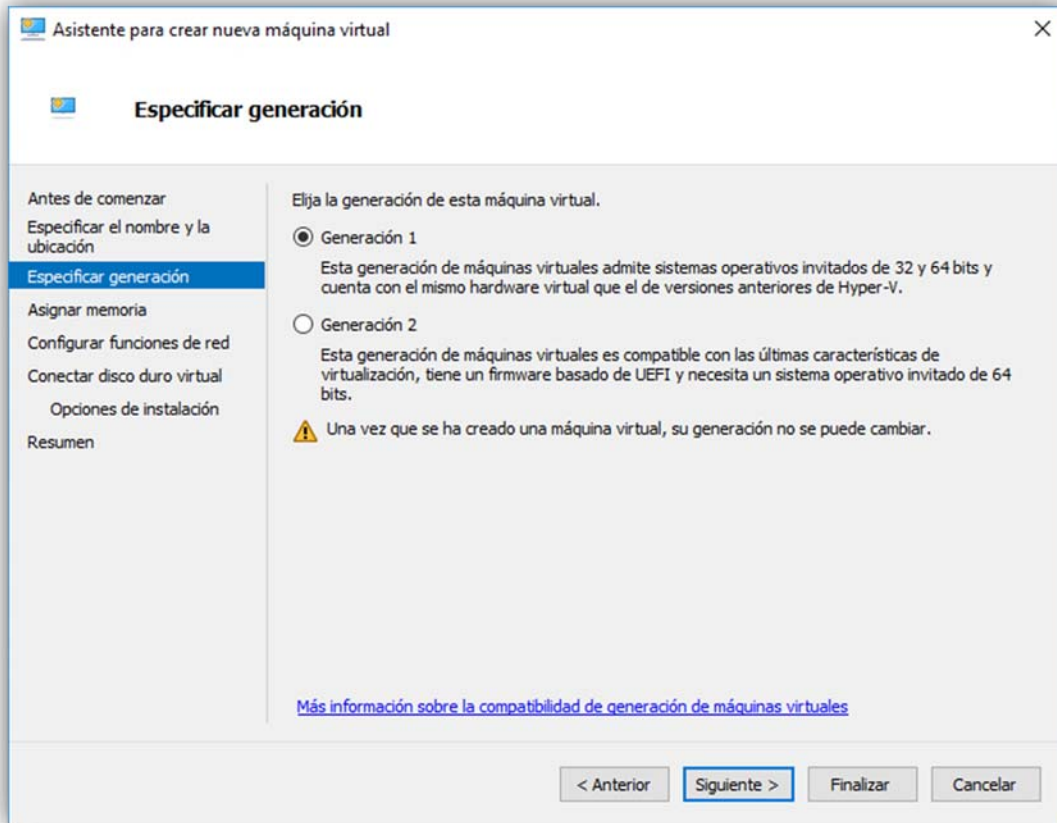 Asistente para crear nueva máquina virtual
Especificar generación
Antes de comenzar
Especificar el nombre y la
ubicación
Especificar generación
Asignar memoria
Configurar funciones de red
Conectar disco duro virtual
Opciones de instalación
Resumen
Elija la generación de esta máquina virtual.
Generación 1
Esta generación de máquinas virtuales admite sistemas operativos invitados de 32 y 64 bits y
cuenta con el mismo hardware virtual que el de versiones anteriores de Hyper-V.
Generación 2
Esta generación de máquinas virtuales es compatible con las últimas características de
virtualización, tiene un firmware basado de UEFI y necesita un sistema operativo invitado de 64
bits.
Una vez que se ha creado una máquina virtual, su generación no se puede cambiar.
Más información sobre la compatibilidad de generación de máquinas virtuales
< Anterior
Siguiente >
Finalizar
Cancelar